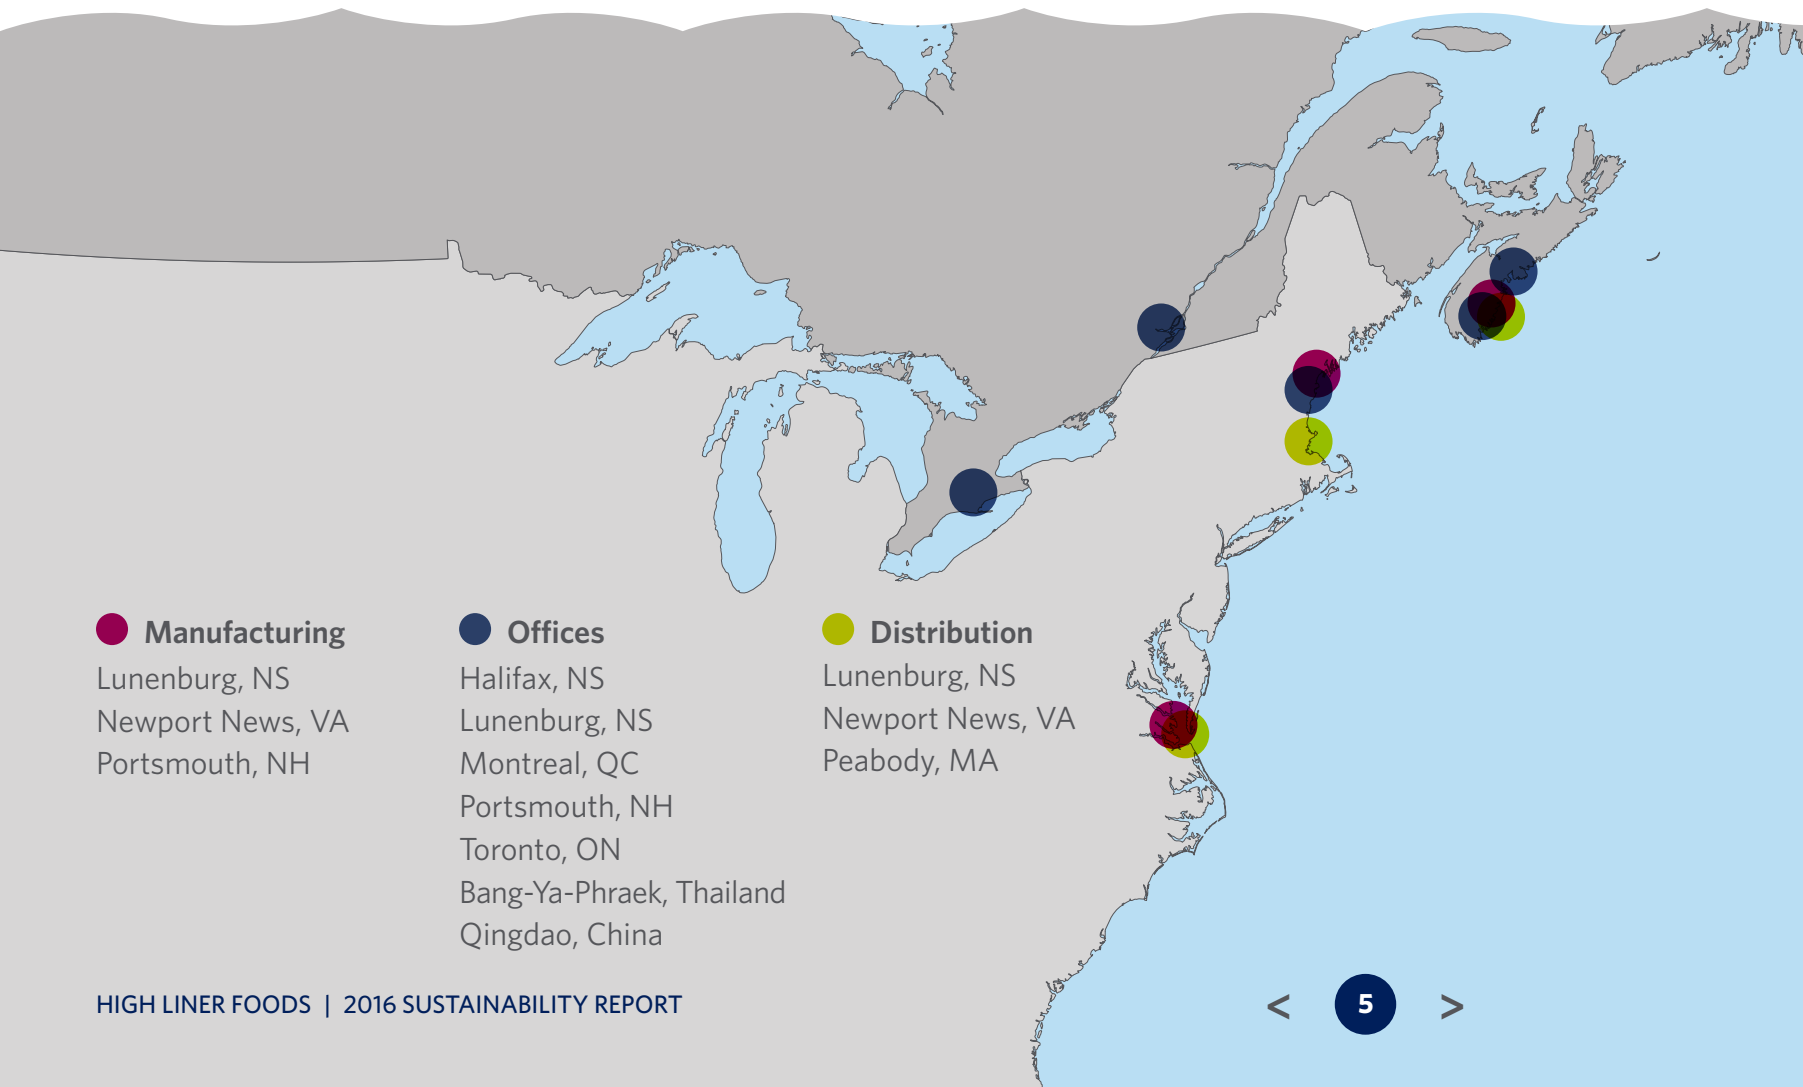 Manufacturing
Lunenburg, NS
Newport News, VA
Portsmouth, NH
Offices
Halifax, NS
Lunenburg, NS
Montreal, QC
Portsmouth, NH
Toronto, ON
Bang-Ya-Phraek, Thailand
Qingdao, China
Distribution
Lunenburg, NS
Newport News, VA
Peabody, MA
HIGH LINER FOODS | 2016 SUSTAINABILITY REPORT
< 5 >